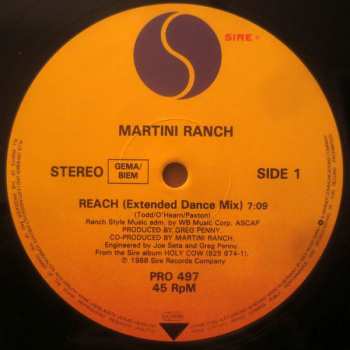 SIRE
MARTINI RANCH
STEREO GEMA/ BIEM SIDE 1
REACH (Extended Dance Mix) 7:09
(Todd/O'Hearn/Paxton)
Ranch Style Music adm. by WB Music, Corp. ASCAP
PRODUCED BY GREG PENNY
CO-PRODUCED BY MARTINI RANCH.
Engineered by Joe Seta and Greg Penny.
From the Sire album HOLY COW (925 674-1).
℗ 1988 Sire Records Company
PRO 497
45 RpM